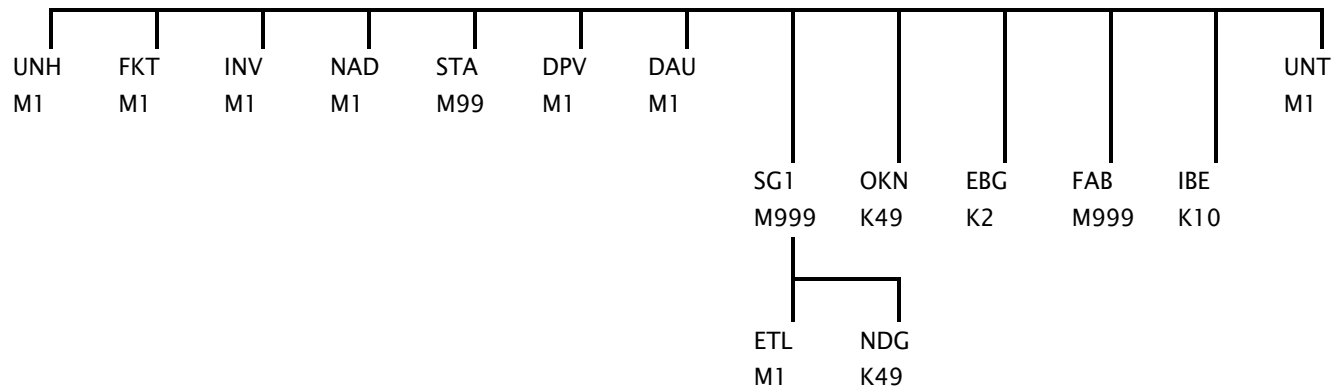 UNH FKT INV NAD STA DPV DAU UNT
M1 M1 M1 M1 M99 M1 M1 M1
SG1 OKN EBG FAB IBE
M999 K49 K2 M999 K10
ETL NDG
M1 K49